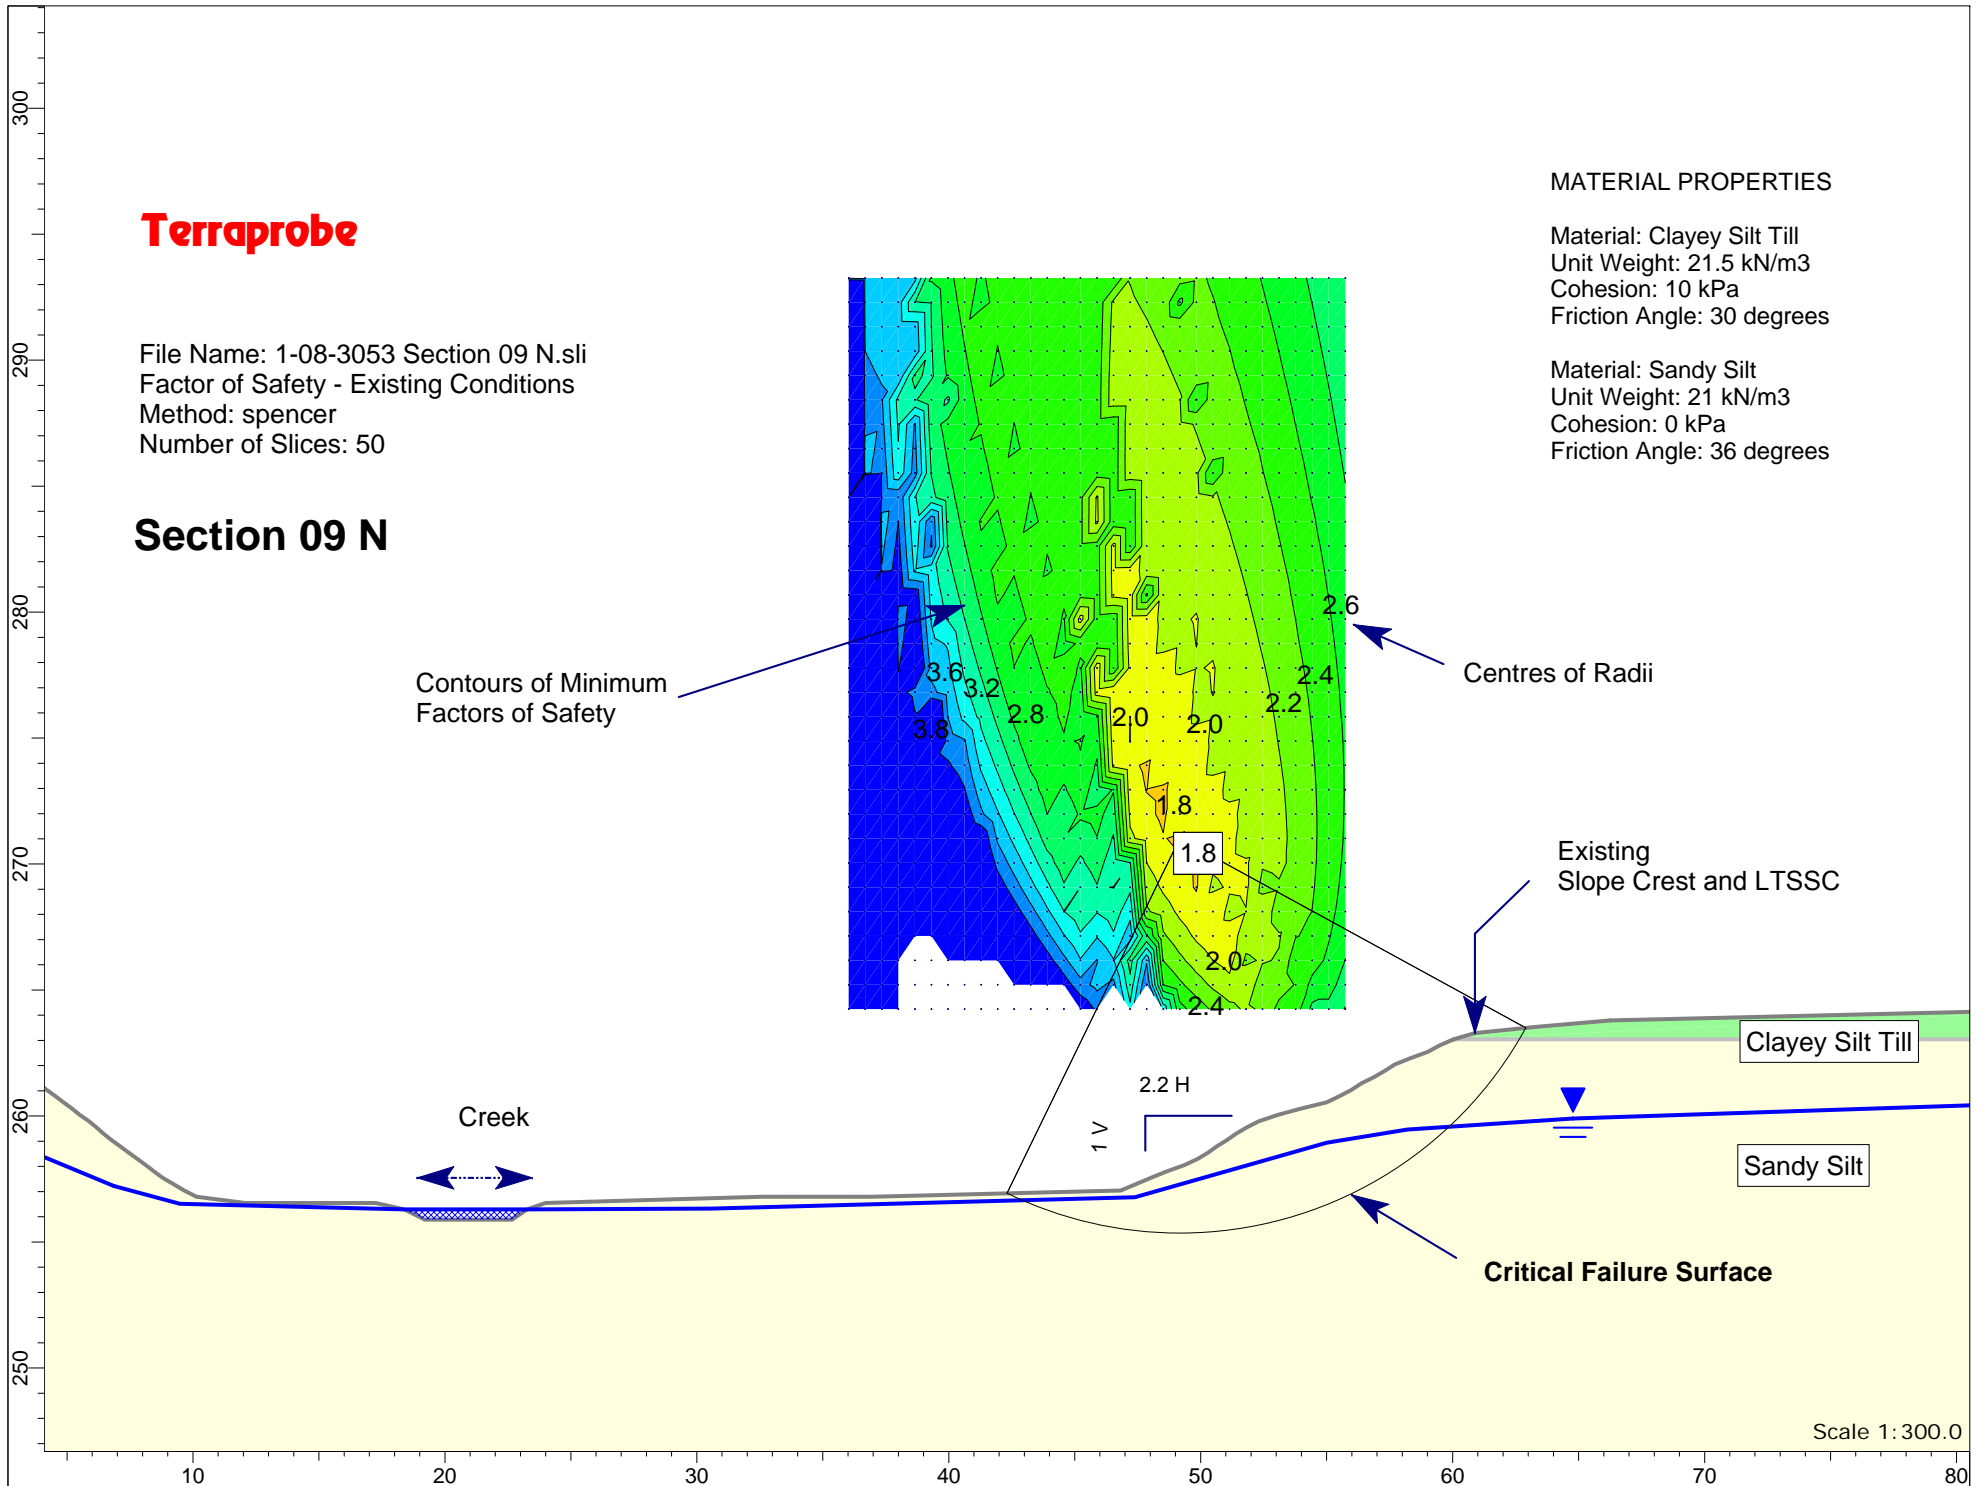 Terraprobe
File Name: 1-08-3053 Section 09 N.sli
Factor of Safety - Existing Conditions
Method: spencer
Number of Slices: 50
Section 09 N
MATERIAL PROPERTIES
Material: Clayey Silt Till
Unit Weight: 21.5 kN/m3
Cohesion: 10 kPa
Friction Angle: 30 degrees
Material: Sandy Silt
Unit Weight: 21 kN/m3
Cohesion: 0 kPa
Friction Angle: 36 degrees
Contours of Minimum
Factors of Safety
Centres of Radii
2.6
3.6
3.2
2.8
3.8
2.0
2.0
2.2
2.4
1.8
1.8
2.0
2.4
Existing
Slope Crest and LTSSC
Clayey Silt Till
2.2 H
1 V
Creek
Sandy Silt
Critical Failure Surface
Scale 1:300.0
300
290
280
270
260
250
10
20
30
40
50
60
70
80